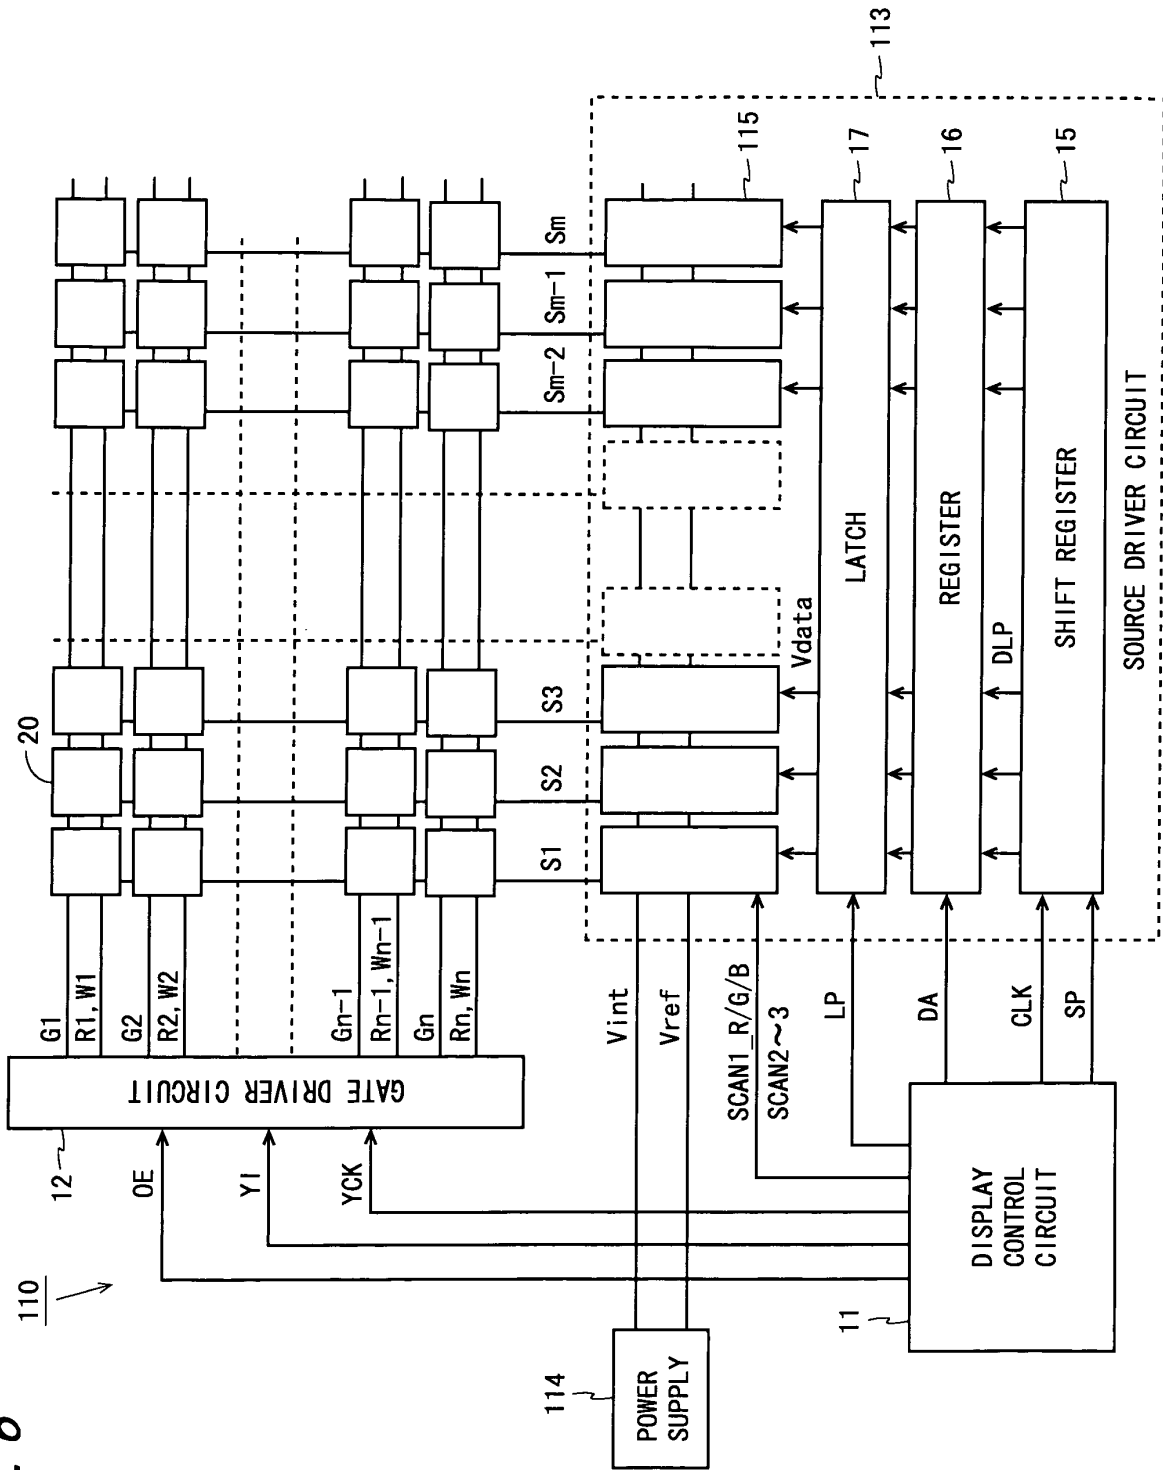 110
12
GATE DRIVER CIRCUIT
OE
YI
YCK
G1
R1, W1
G2
R2, W2
Gn-1
Rn-1, Wn-1
Gn
Rn, Wn
20
S1
S2
S3
Sm-2
Sm-1
Sm
114
POWER
SUPPLY
Vint
Vref
SCAN1_R/G/B
SCAN2～3
LP
DA
CLK
SP
11
DISPLAY
CONTROL
CIRCUIT
115
Vdata
LATCH
17
REGISTER
16
DLP
SHIFT REGISTER
15
SOURCE DRIVER CIRCUIT
113